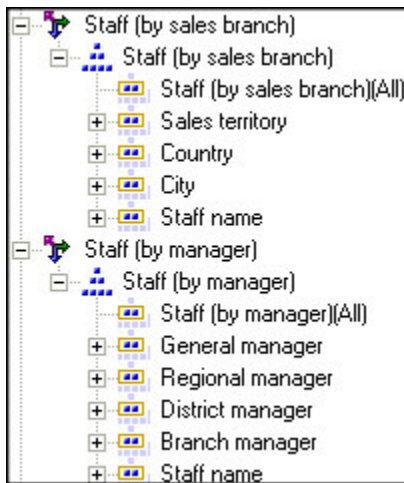 Staff (by sales branch)
Staff (by sales branch)
Staff (by sales branch)(All)
Sales territory
Country
City
Staff name
Staff (by manager)
Staff (by manager)
Staff (by manager)(All)
General manager
Regional manager
District manager
Branch manager
Staff name